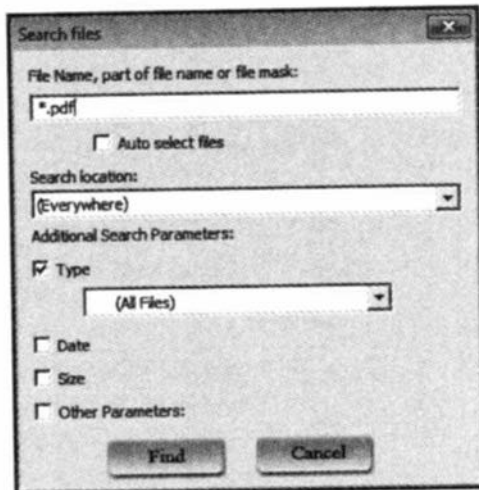 Search files
File Name, part of file name or file mask:
*.pdf
Auto select files
Search location:
(Everywhere)
Additional Search Parameters:
Type
(All Files)
Date
Size
Other Parameters:
Find
Cancel